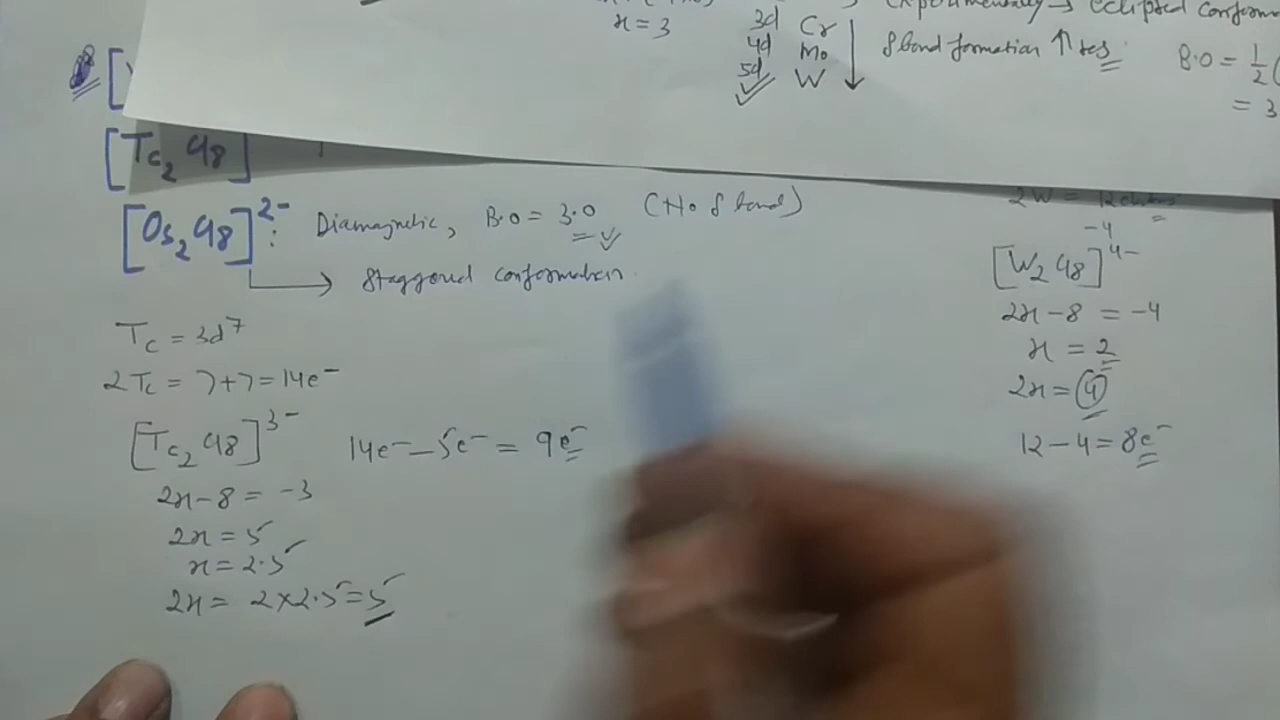 x = 3
3d Cr
4d Mo
5d W
Experimentally → eclipsed
δ bond formation ↑ses
B.O = 1/2 (
= 3
[Tc2 Cl8]
[Os2 Cl8]2- : Diamagnetic, B.O = 3.0 (No δ bond)
→ Staggered conformation
Tc = 3d7
2Tc = 7+7 = 14e-
[Tc2 Cl8]3- 14e- - 5e- = 9e-
2x - 8 = -3
2x = 5
x = 2.5
2x = 2×2.5 = 5
-4
[W2 Cl8]4-
2x - 8 = -4
x = 2
2x = 4
12 - 4 = 8e-